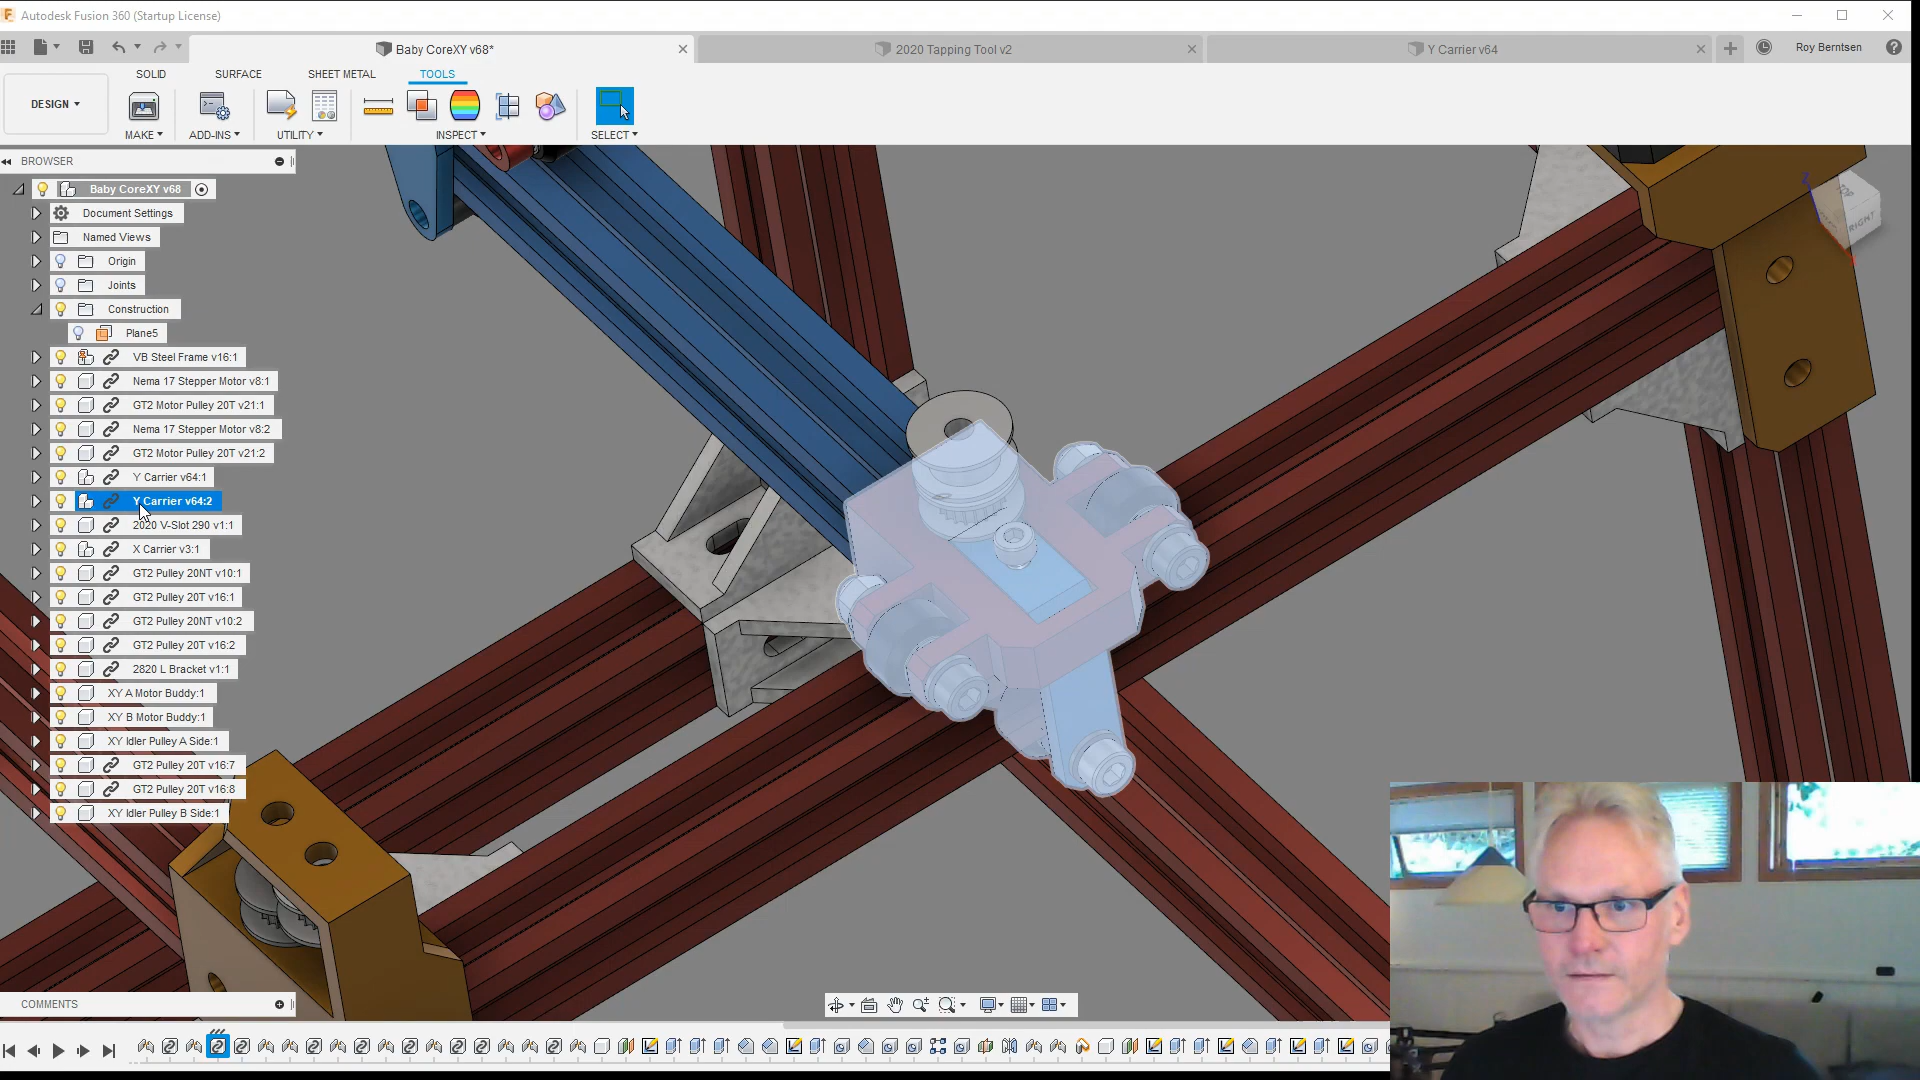 Autodesk Fusion 360 (Startup License)
Baby CoreXY v68*
2020 Tapping Tool v2
Y Carrier v64
Roy Berntsen
DESIGN
SOLID
SURFACE
SHEET METAL
TOOLS
MAKE
ADD-INS
UTILITY
INSPECT
SELECT
BROWSER
Baby CoreXY v68
Document Settings
Named Views
Origin
Joints
Construction
Plane5
VB Steel Frame v16:1
Nema 17 Stepper Motor v8:1
GT2 Motor Pulley 20T v21:1
Nema 17 Stepper Motor v8:2
GT2 Motor Pulley 20T v21:2
Y Carrier v64:1
Y Carrier v64:2
2020 V-Slot 290 v1:1
X Carrier v3:1
GT2 Pulley 20NT v10:1
GT2 Pulley 20T v16:1
GT2 Pulley 20NT v10:2
GT2 Pulley 20T v16:2
2820 L Bracket v1:1
XY A Motor Buddy:1
XY B Motor Buddy:1
XY Idler Pulley A Side:1
GT2 Pulley 20T v16:7
GT2 Pulley 20T v16:8
XY Idler Pulley B Side:1
Z
TOP
RIGHT
COMMENTS